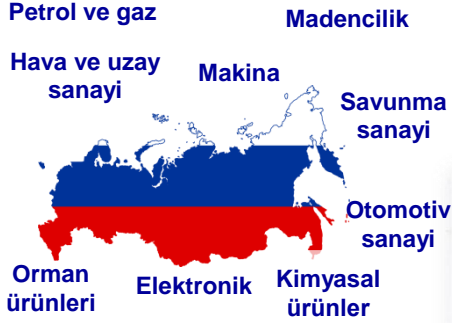 Petrol ve gaz
Madencilik
Hava ve uzay
sanayi
Makina
Savunma
sanayi
Otomotiv
sanayi
Orman
ürünleri
Elektronik
Kimyasal
ürünler